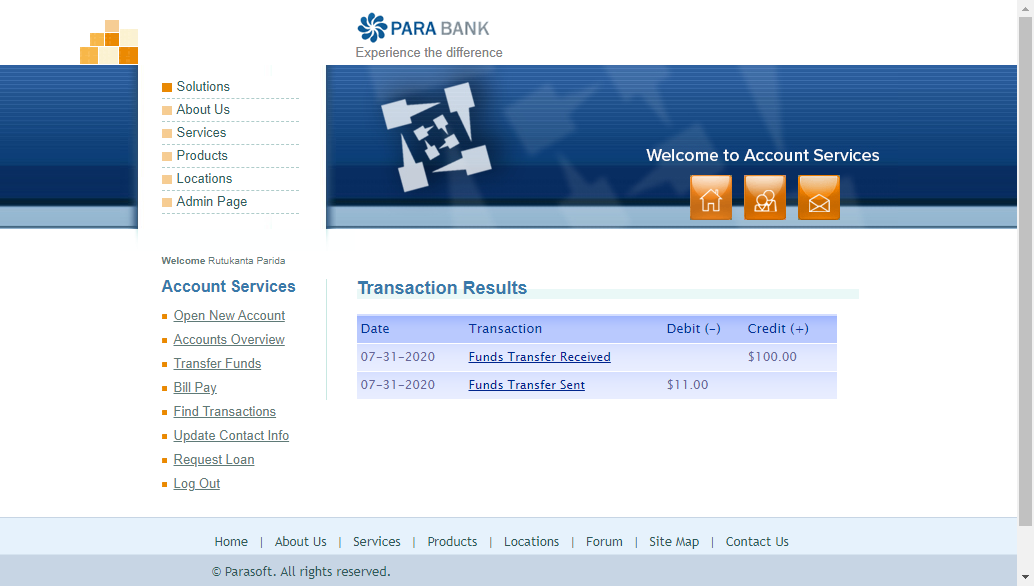 PARA BANK
Experience the difference
Solutions
About Us
Services
Products
Locations
Admin Page
Welcome to Account Services
Welcome Rutukanta Parida
Account Services
Open New Account
Accounts Overview
Transfer Funds
Bill Pay
Find Transactions
Update Contact Info
Request Loan
Log Out
Transaction Results
Date Transaction Debit (-) Credit (+)
07-31-2020 Funds Transfer Received $100.00
07-31-2020 Funds Transfer Sent $11.00
Home | About Us | Services | Products | Locations | Forum | Site Map | Contact Us
© Parasoft. All rights reserved.